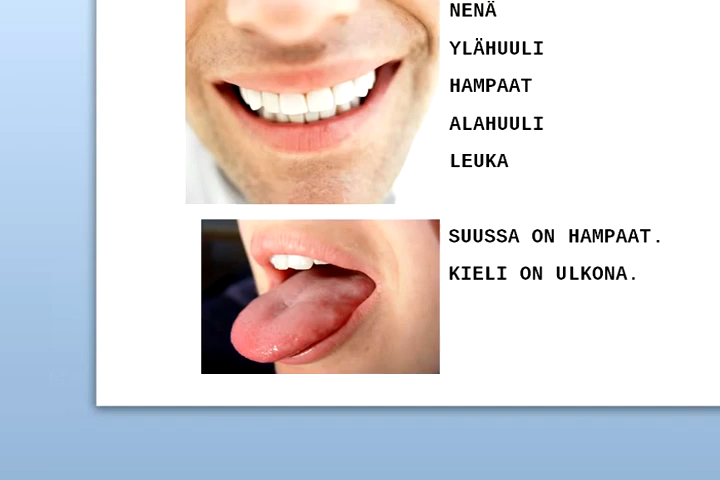 NENÄ
YLÄHUULI
HAMPAAT
ALAHUULI
LEUKA
SUUSSA ON HAMPAAT.
KIELI ON ULKONA.